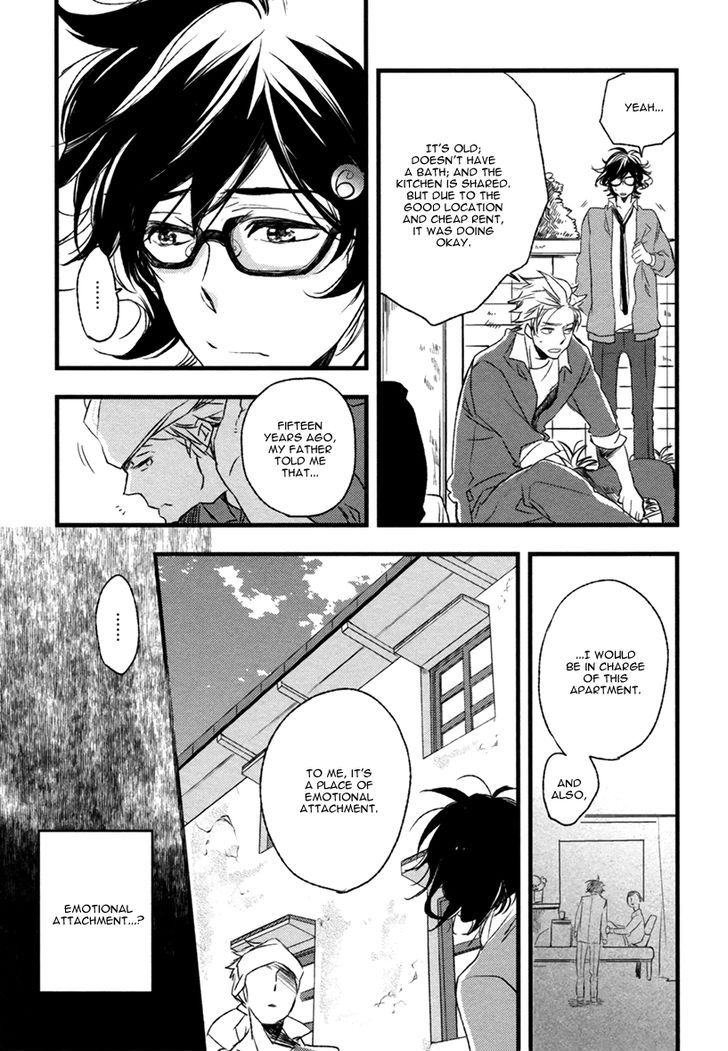 YEAH...
IT'S OLD;
DOESN'T HAVE
A BATH; AND THE
KITCHEN IS SHARED.
BUT DUE TO THE
GOOD LOCATION
AND CHEAP RENT,
IT WAS DOING
OKAY.
......
FIFTEEN
YEARS AGO,
MY FATHER
TOLD ME
THAT...
...I WOULD
BE IN CHARGE
OF THIS
APARTMENT.
AND
ALSO,
TO ME, IT'S
A PLACE OF
EMOTIONAL
ATTACHMENT.
......
EMOTIONAL
ATTACHMENT...?